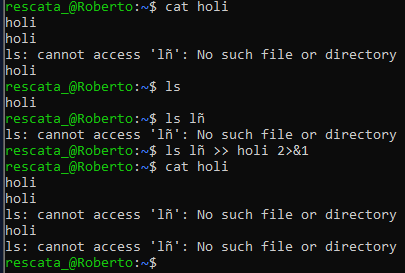 rescata_@Roberto:~$ cat holi
holi
holi
ls: cannot access 'lñ': No such file or directory
holi
rescata_@Roberto:~$ ls
holi
rescata_@Roberto:~$ ls lñ
ls: cannot access 'lñ': No such file or directory
rescata_@Roberto:~$ ls lñ >> holi 2>&1
rescata_@Roberto:~$ cat holi
holi
holi
ls: cannot access 'lñ': No such file or directory
holi
ls: cannot access 'lñ': No such file or directory
rescata_@Roberto:~$